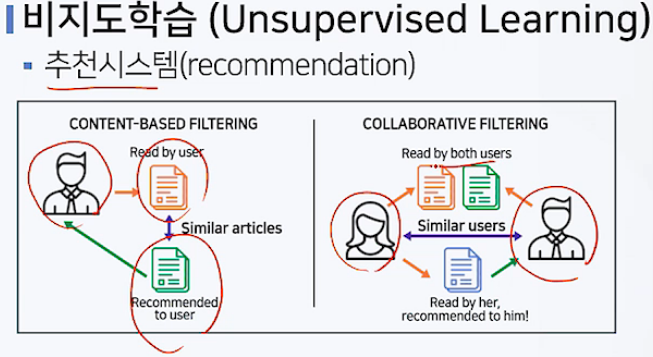 비지도학습 (Unsupervised Learning)
추천시스템(recommendation)
CONTENT-BASED FILTERING
Read by user
Similar articles
Recommended
to user
COLLABORATIVE FILTERING
Read by both users
Similar users
Read by her,
recommended to him!